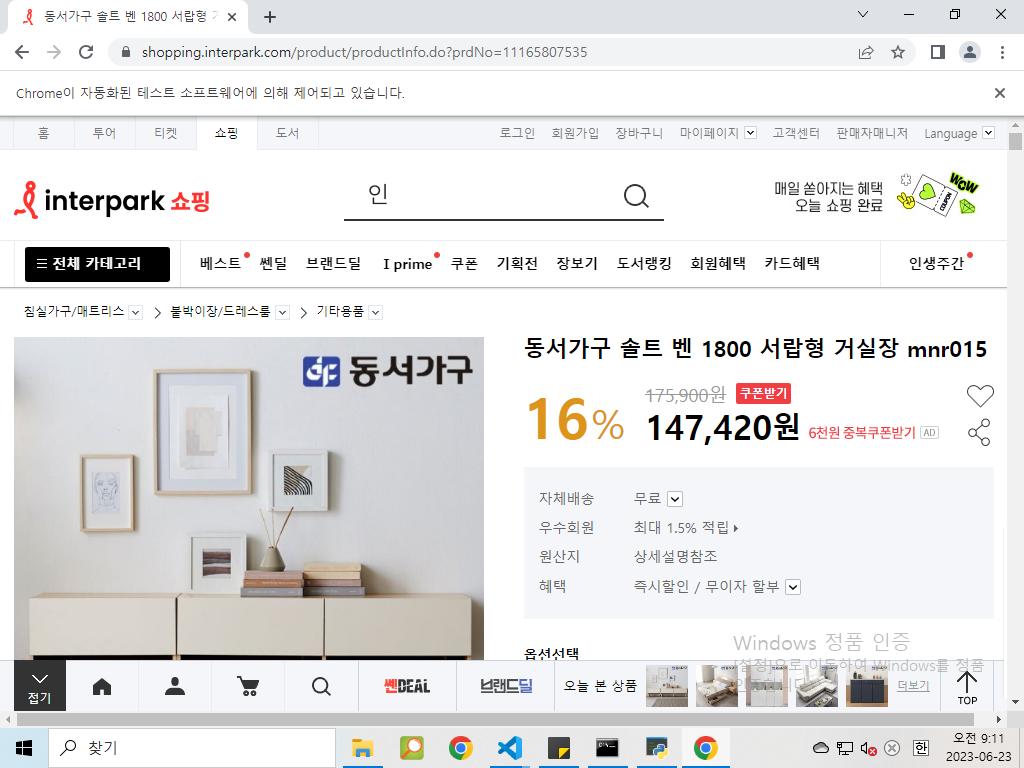 동서가구 솔트 벤 1800 서랍형 거
shopping.interpark.com/product/productInfo.do?prdNo=11165807535
Chrome이 자동화된 테스트 소프트웨어에 의해 제어되고 있습니다.
홈 투어 티켓 쇼핑 도서 로그인 회원가입 장바구니 마이페이지 고객센터 판매자매니저 Language
interpark 쇼핑
인
매일 쏟아지는 혜택
오늘 쇼핑 완료
WOW
COUPON
전체 카테고리 베스트 쎈딜 브랜드딜 I prime 쿠폰 기획전 장보기 도서랭킹 회원혜택 카드혜택 인생주간
침실가구/매트리스 > 붙박이장/드레스룸 > 기타용품
동서가구
동서가구 솔트 벤 1800 서랍형 거실장 mnr015
16%
175,900원 쿠폰받기
147,420원 6천원 중복쿠폰받기 AD
자체배송 무료
우수회원 최대 1.5% 적립
원산지 상세설명참조
혜택 즉시할인 / 무이자 할부
옵션선택
Windows 정품 인증
[설정]으로 이동하여 Windows를 정품
접기
쎈DEAL
브랜드딜
오늘 본 상품
더보기
TOP
찾기
한
오전 9:11
2023-06-23